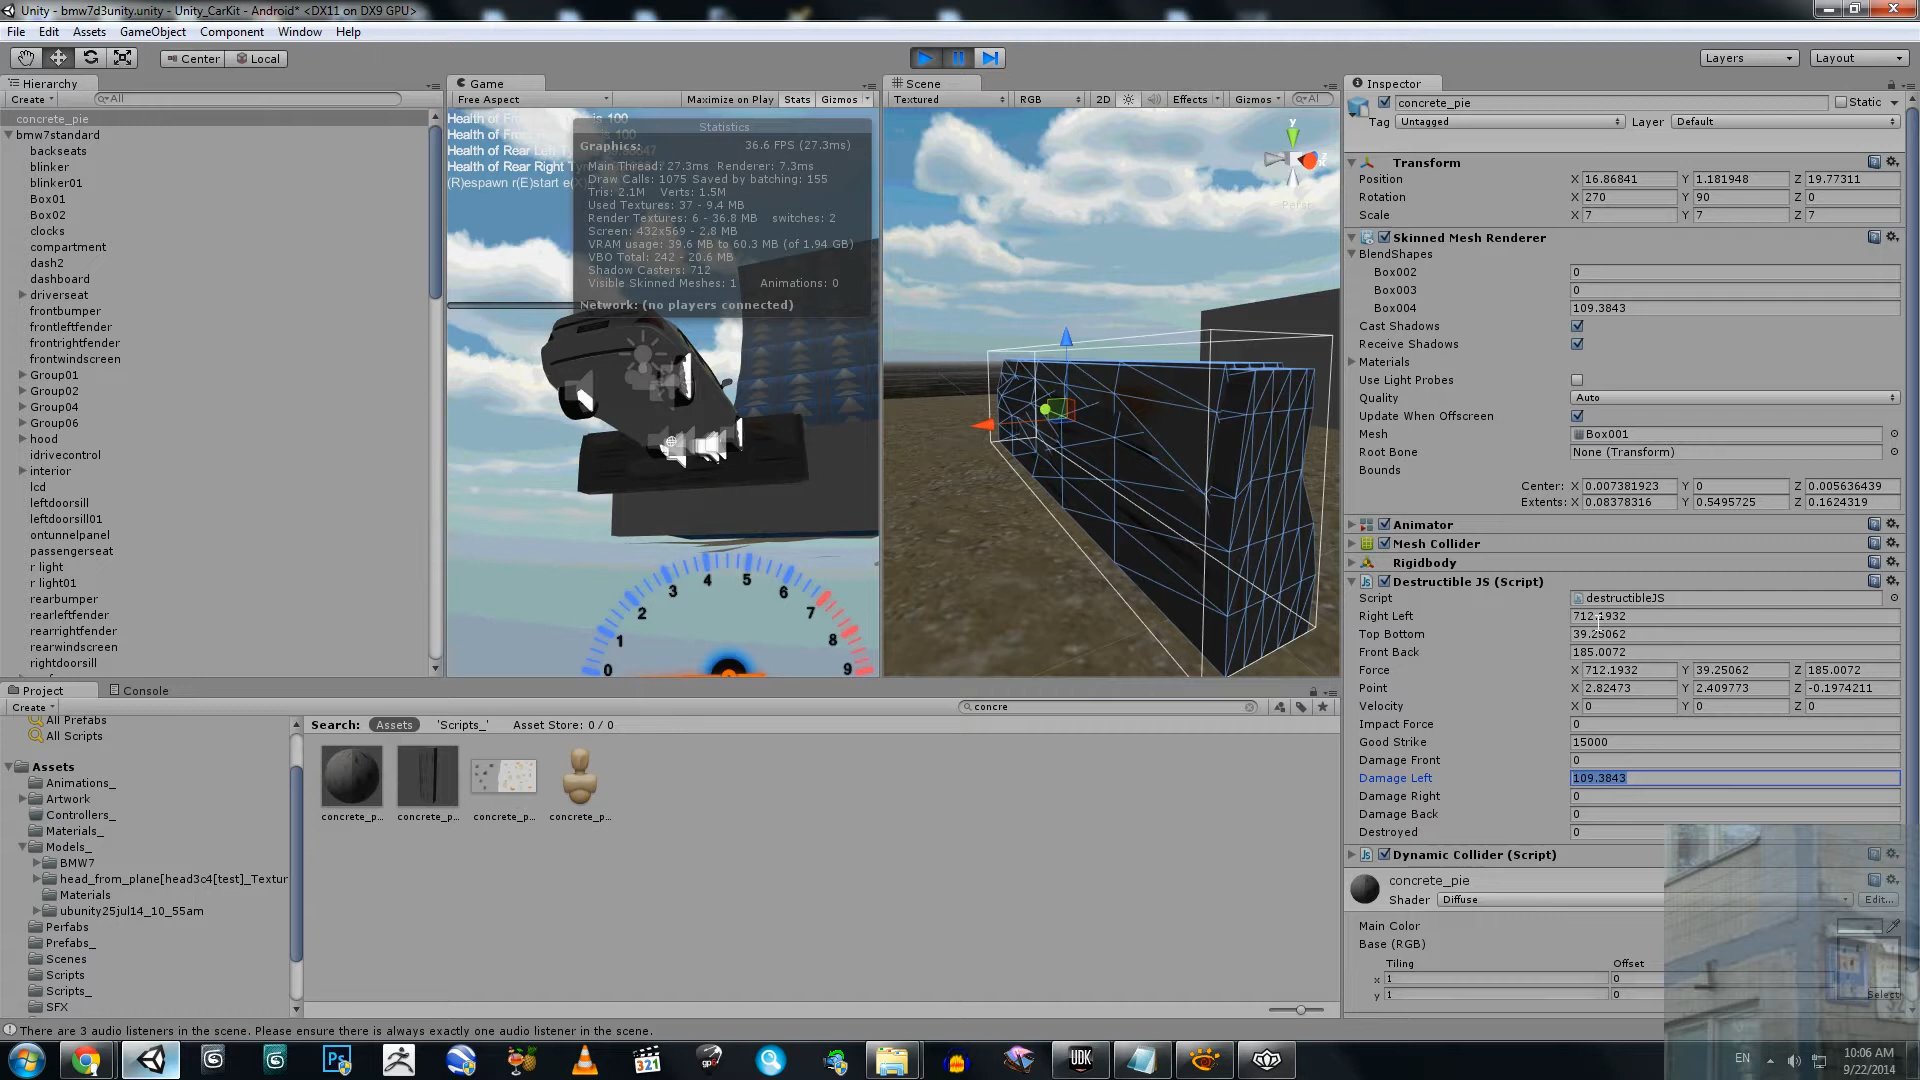 Unity - bmw7d3unity.unity - Unity_CarKit - Android* <DX11 on DX9 GPU>
File Edit Assets GameObject Component Window Help
Center Local Layers Layout
Hierarchy
Create All
concrete_pie
bmw7standard
backseats
blinker
blinker01
Box01
Box02
clocks
compartment
dash2
dashboard
driverseat
frontbumper
frontleftfender
frontrightfender
frontwindscreen
Group01
Group02
Group04
Group06
hood
idrivecontrol
interior
lcd
leftdoorsill
leftdoorsill01
ontunnelpanel
passengerseat
r light
r light01
rearbumper
rearleftfender
rearrightfender
rearwindscreen
rightdoorsill
Game
Free Aspect Maximize on Play Stats Gizmos
Health of
Health of
Health of Rear Left
Health of Rear Right
(R)espawn r(E)start
Statistics
Graphics: 36.6 FPS (27.3ms)
Main Thread: 27.3ms Renderer: 7.3ms
Draw Calls: 1075 Saved by batching: 155
Tris: 2.1M Verts: 1.5M
Used Textures: 37 - 9.4 MB
Render Textures: 6 - 36.8 MB switches: 2
Screen: 432x569 - 2.8 MB
VRAM usage: 39.6 MB to 60.3 MB (of 1.94 GB)
VBO Total: 242 - 20.6 MB
Shadow Casters: 712
Visible Skinned Meshes: 1 Animations: 0
Network: (no players connected)
0 1 2 3 4 5 6 7 8 9
Scene
Textured RGB 2D Effects Gizmos All
y
Persp
Inspector
concrete_pie Static
Tag Untagged Layer Default
Transform
Position X 16.86841 Y 1.181948 Z 19.77311
Rotation X 270 Y 90 Z 0
Scale X 7 Y 7 Z 7
Skinned Mesh Renderer
BlendShapes
Box002 0
Box003 0
Box004 109.3843
Cast Shadows
Receive Shadows
Materials
Use Light Probes
Quality Auto
Update When Offscreen
Mesh Box001
Root Bone None (Transform)
Bounds
Center: X 0.007381923 Y 0 Z 0.005636439
Extents: X 0.08378316 Y 0.5495725 Z 0.1624319
Animator
Mesh Collider
Rigidbody
Destructible JS (Script)
Script destructibleJS
Right Left 712.1932
Top Bottom 39.25062
Front Back 185.0072
Force X 712.1932 Y 39.25062 Z 185.0072
Point X 2.82473 Y 2.409773 Z -0.1974211
Velocity X 0 Y 0 Z 0
Impact Force 0
Good Strike 15000
Damage Front 0
Damage Left 109.3843
Damage Right 0
Damage Back 0
Destroyed 0
Dynamic Collider (Script)
concrete_pie
Shader Diffuse Edit...
Main Color
Base (RGB)
Tiling Offset
x 1 0
y 1 0
Select
Project Console
Create concre
All Prefabs
All Scripts
Assets
Animations_
Artwork
Controllers_
Materials_
Models_
BMW7
head_from_plane[head3c4[test]_Textur
Materials
ubunity25jul14_10_55am
Perfabs
Prefabs_
Scenes
Scripts
Scripts_
SFX
Search: Assets 'Scripts_' Asset Store: 0 / 0
concrete_p... concrete_p... concrete_p... concrete_p...
There are 3 audio listeners in the scene. Please ensure there is always exactly one audio listener in the scene.
Ps 321 UDK
EN 10:06 AM
9/22/2014